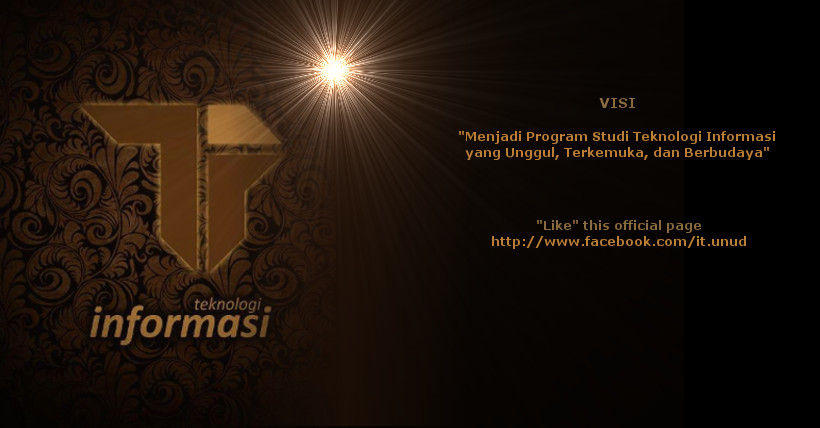 teknologi
informasi
VISI
"Menjadi Program Studi Teknologi Informasi
yang Unggul, Terkemuka, dan Berbudaya"
"Like" this official page
http://www.facebook.com/it.unud